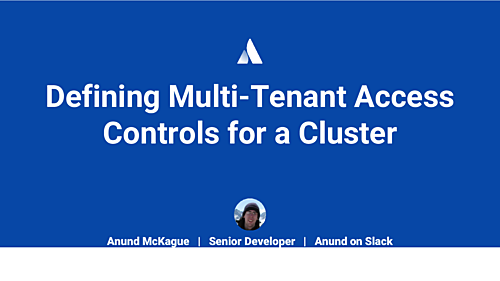 Defining Multi-Tenant Access
Controls for a Cluster
Anund McKague | Senior Developer | Anund on Slack